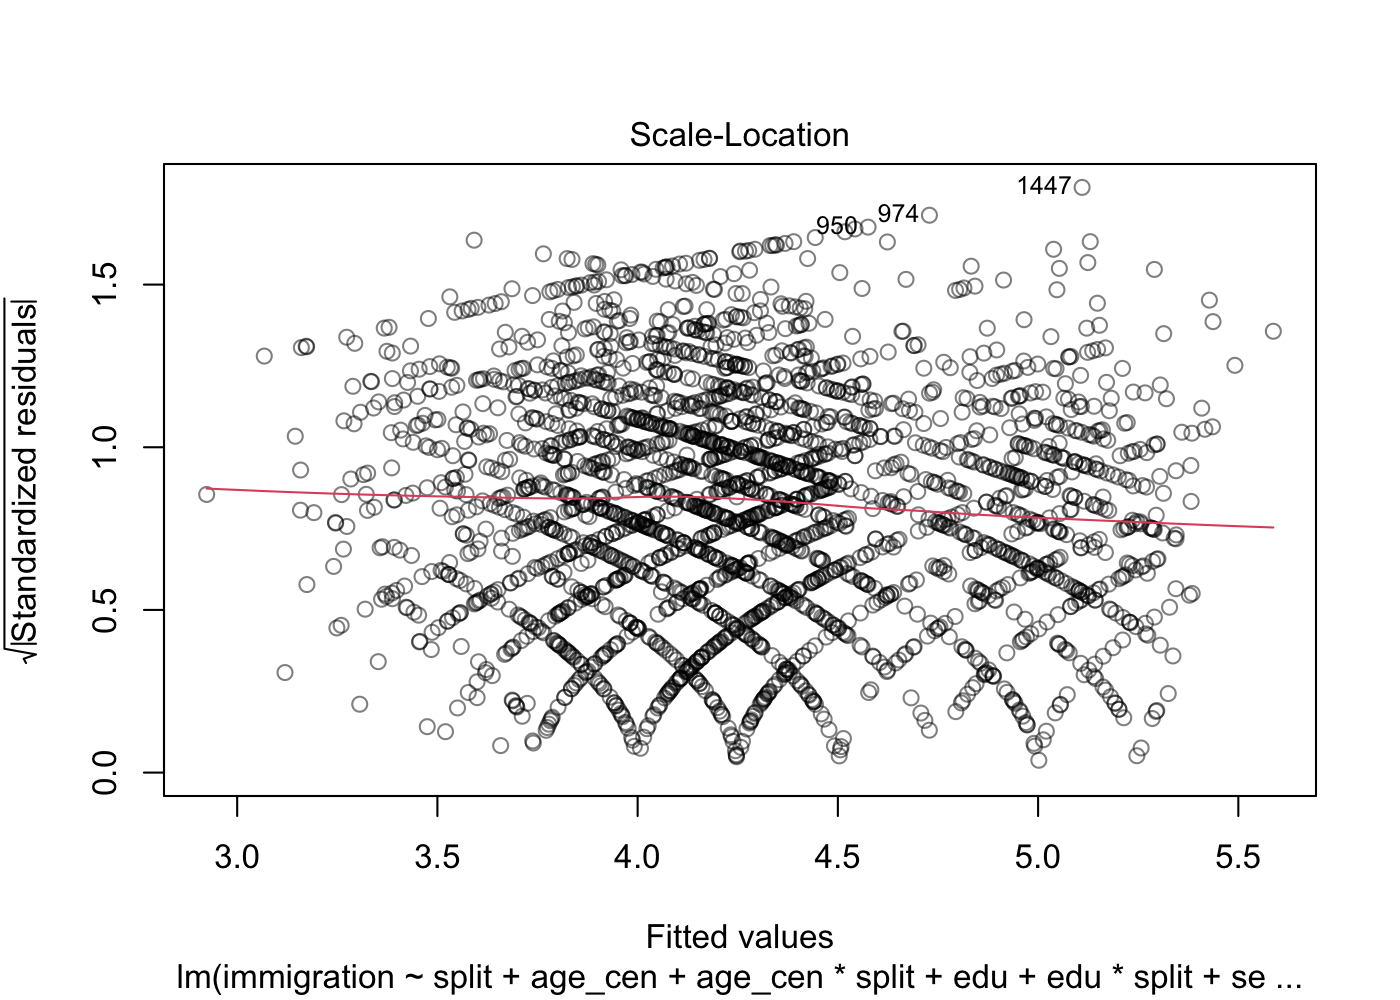 Scale-Location
1447
974
950
1.5
1.0
0.5
0.0
√|Standardized residuals|
3.0 3.5 4.0 4.5 5.0 5.5
Fitted values
lm(immigration ~ split + age_cen + age_cen * split + edu + edu * split + se ...